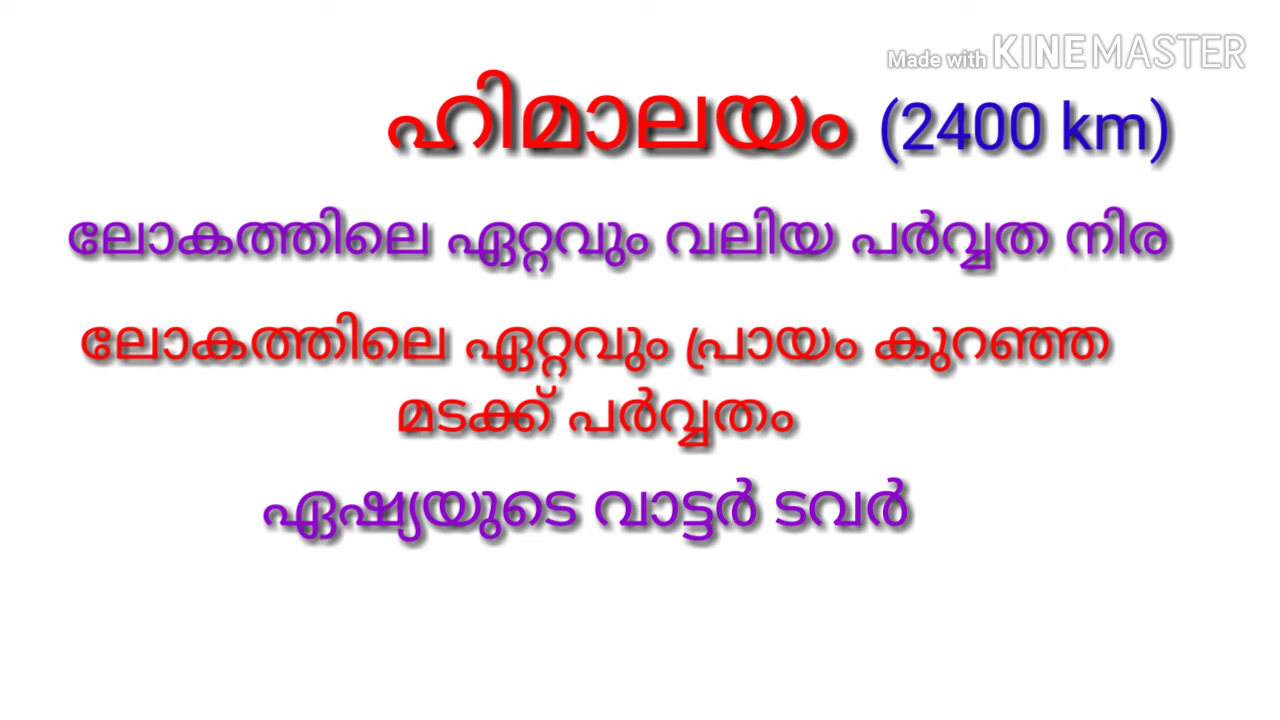 Made with KINEMASTER
ഹിമാലയം (2400 km)
ലോകത്തിലെ ഏറ്റവും വലിയ പർവ്വത നിര
ലോകത്തിലെ ഏറ്റവും പ്രായം കുറഞ്ഞ
മടക്ക് പർവ്വതം
ഏഷ്യയുടെ വാട്ടർ ടവർ